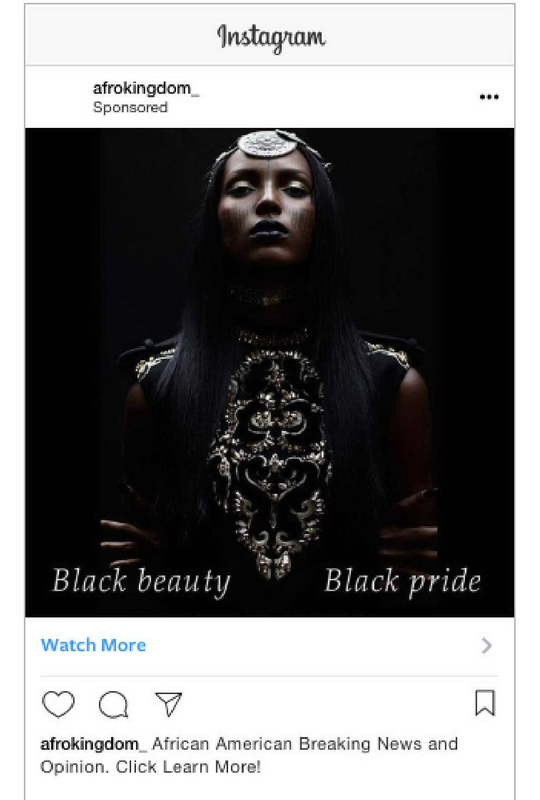 Instagram
afrokingdom_
Sponsored
Black beauty
Black pride
Watch More
afrokingdom_ African American Breaking News and
Opinion. Click Learn More!